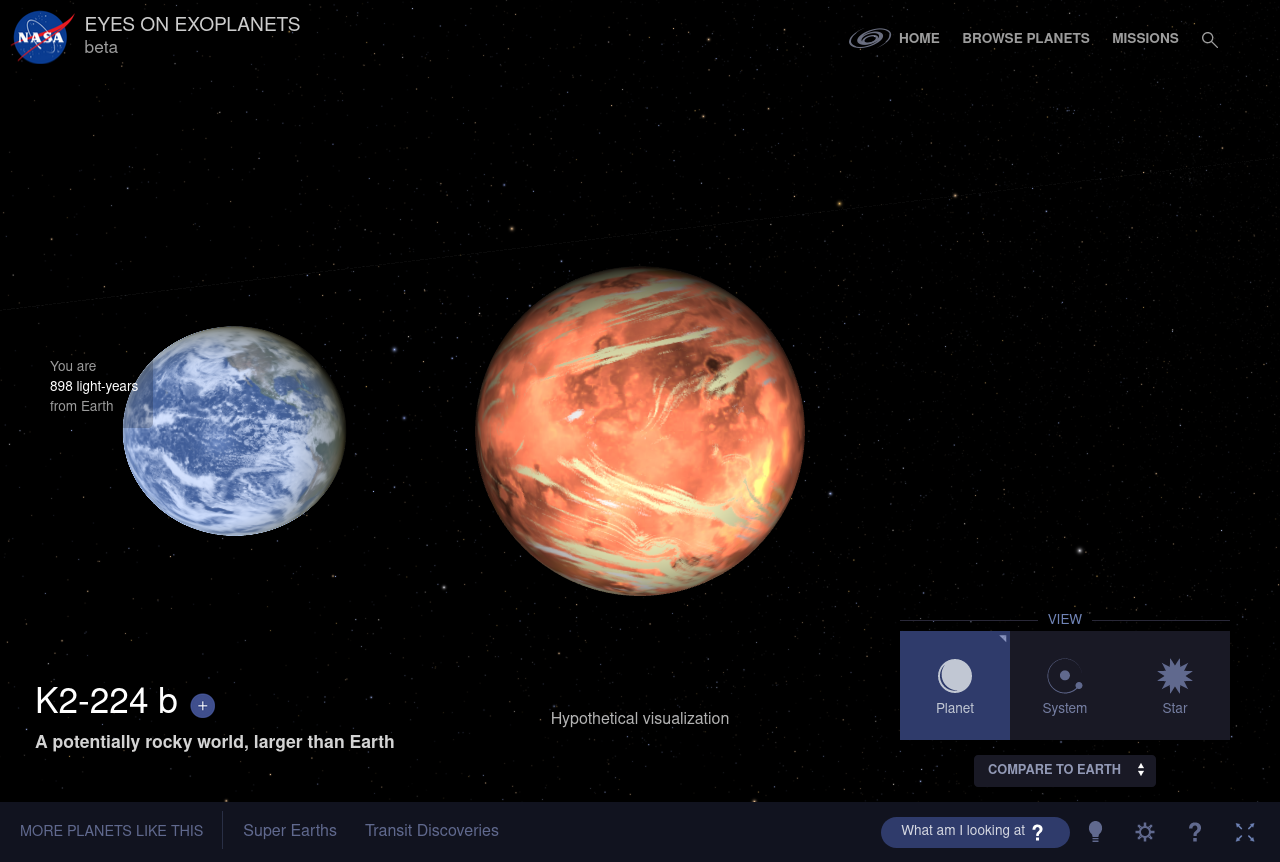 NASA
EYES ON EXOPLANETS
beta
HOME
BROWSE PLANETS
MISSIONS
You are
898 light-years
from Earth
K2-224 b +
A potentially rocky world, larger than Earth
Hypothetical visualization
VIEW
Planet
System
Star
COMPARE TO EARTH
MORE PLANETS LIKE THIS
Super Earths
Transit Discoveries
What am I looking at ?
?